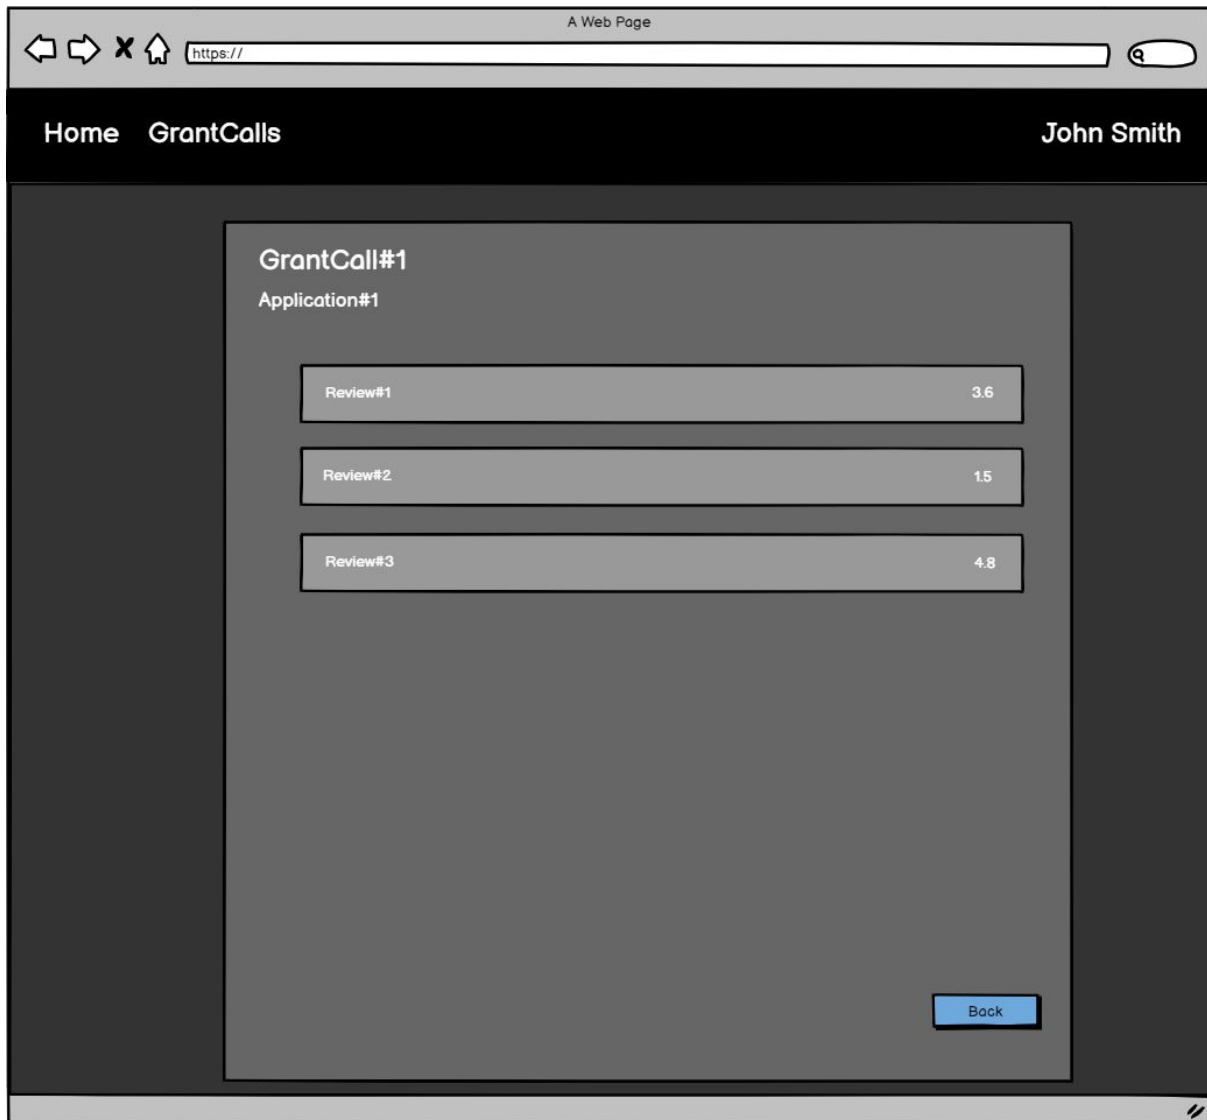 A Web Page
https://
Home GrantCalls John Smith
GrantCall#1
Application#1
Review#1 3.6
Review#2 1.5
Review#3 4.8
Back